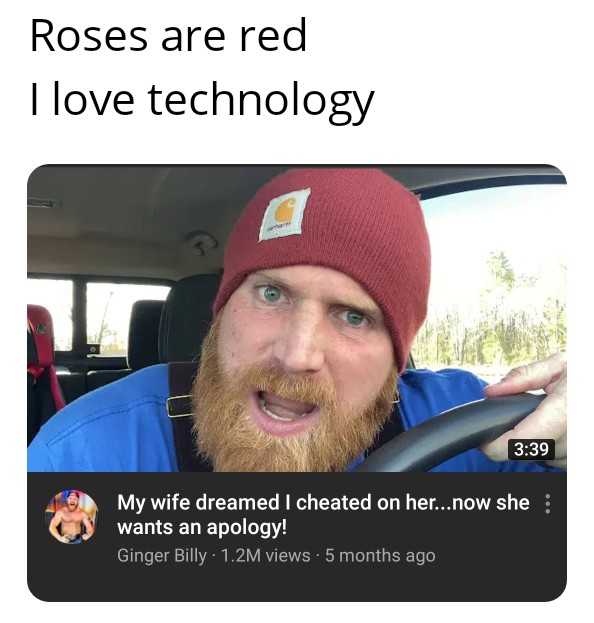 Roses are red
I love technology
carhartt
3:39
My wife dreamed I cheated on her...now she
wants an apology!
Ginger Billy · 1.2M views · 5 months ago